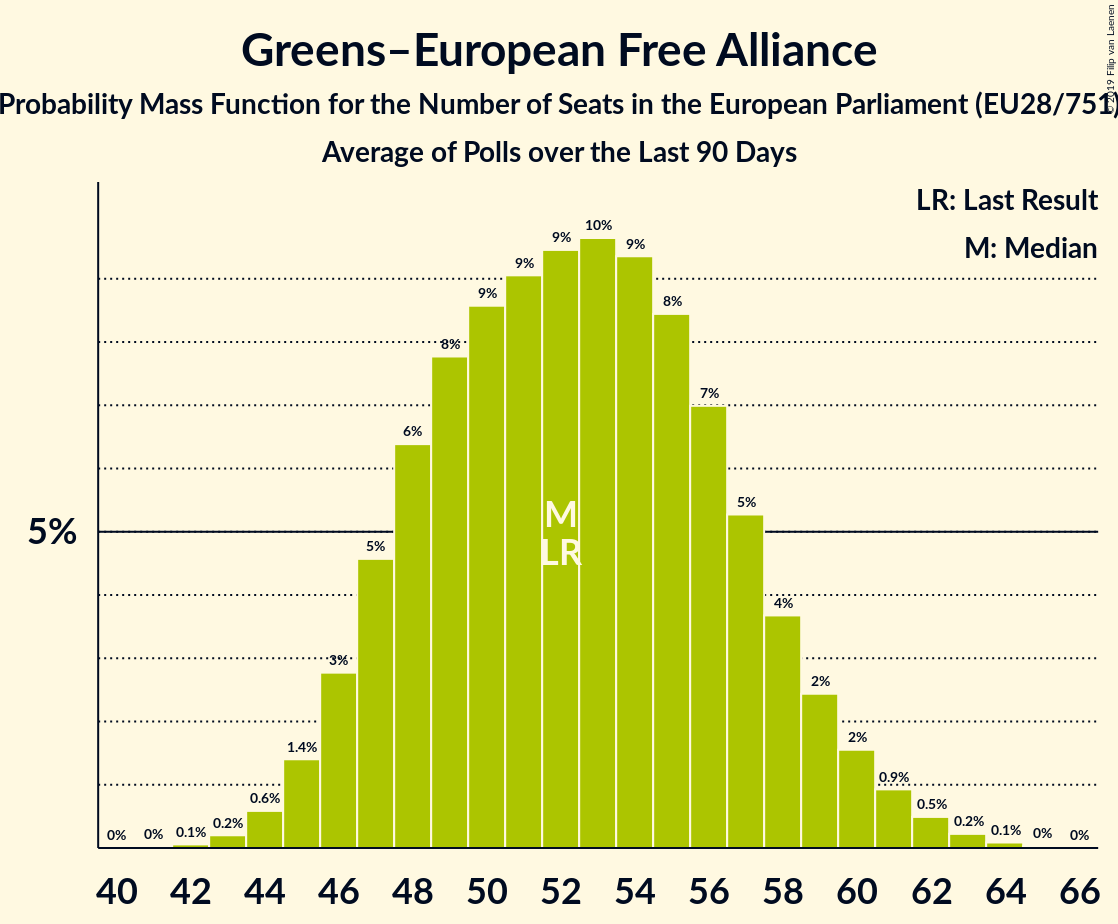 Greens–European Free Alliance
Probability Mass Function for the Number of Seats in the European Parliament (EU28/751)
Average of Polls over the Last 90 Days
© 2019 Filip van Laenen
LR: Last Result
M: Median
5%
0% 0% 0.1% 0.2% 0.6% 1.4% 3% 5% 6% 8% 9% 9% 9% 10% 9% 8% 7% 5% 4% 2% 2% 0.9% 0.5% 0.2% 0.1% 0% 0%
M
LR
40 42 44 46 48 50 52 54 56 58 60 62 64 66